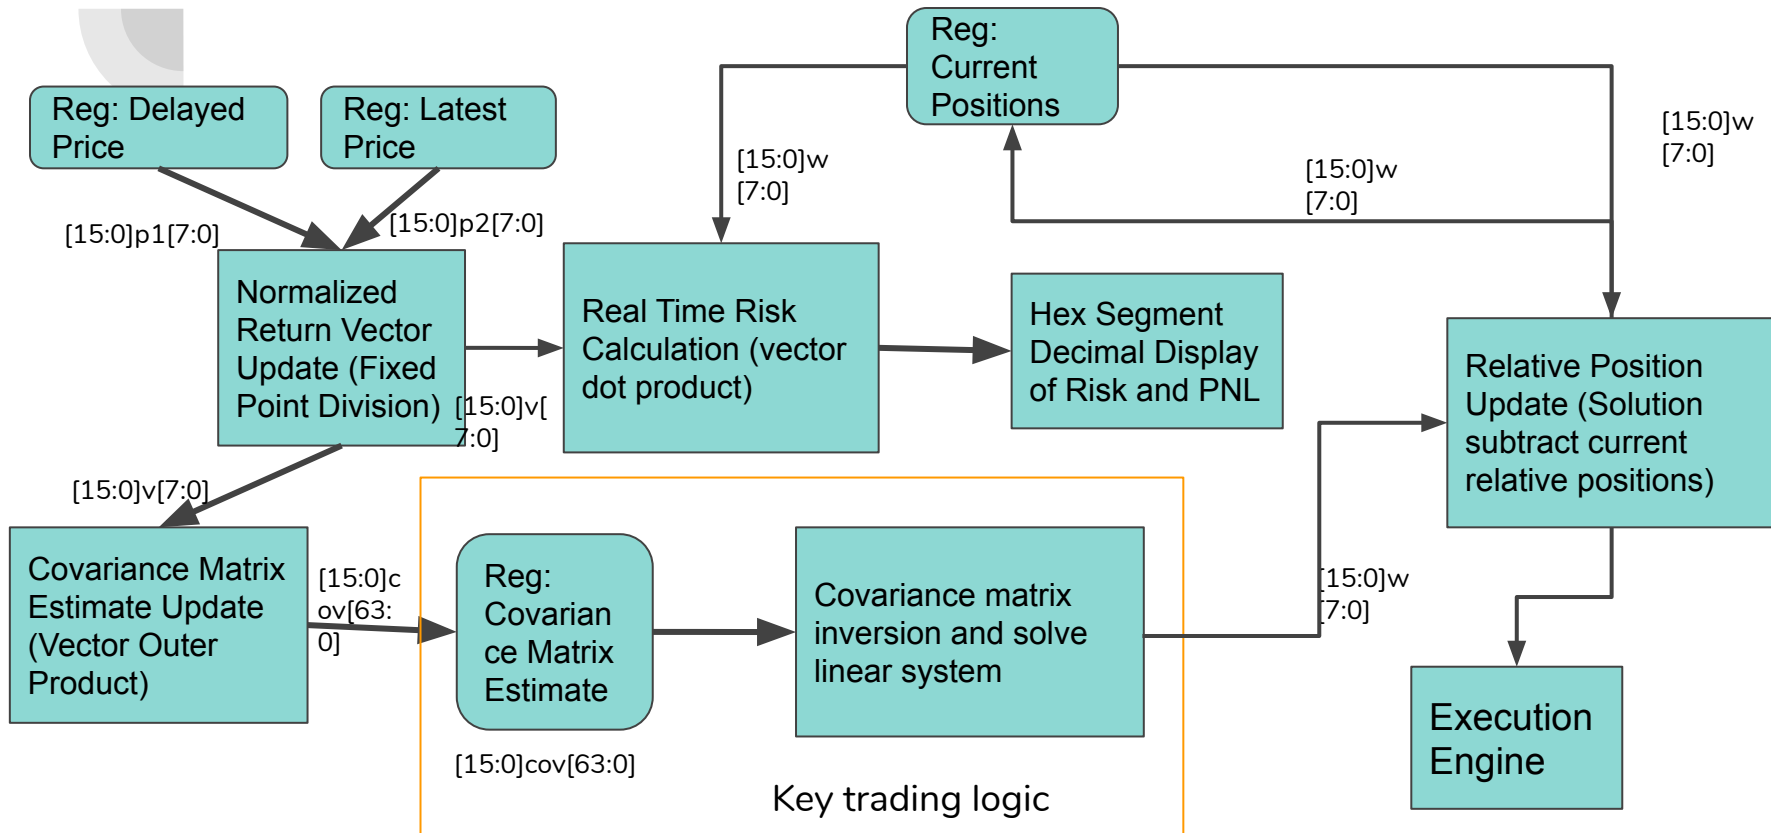 Reg:
Current
Positions
Reg: Delayed
Price
Reg: Latest
Price
[15:0]w
[7:0]
[15:0]w
[7:0]
[15:0]w
[7:0]
[15:0]p1[7:0]
[15:0]p2[7:0]
Normalized
Return Vector
Update (Fixed
Point Division)
Real Time Risk
Calculation (vector
dot product)
Hex Segment
Decimal Display
of Risk and PNL
Relative Position
Update (Solution
subtract current
relative positions)
[15:0]v[
7:0]
[15:0]v[7:0]
Covariance Matrix
Estimate Update
(Vector Outer
Product)
[15:0]c
ov[63:
0]
Reg:
Covarian
ce Matrix
Estimate
Covariance matrix
inversion and solve
linear system
[15:0]w
[7:0]
Execution
Engine
[15:0]cov[63:0]
Key trading logic